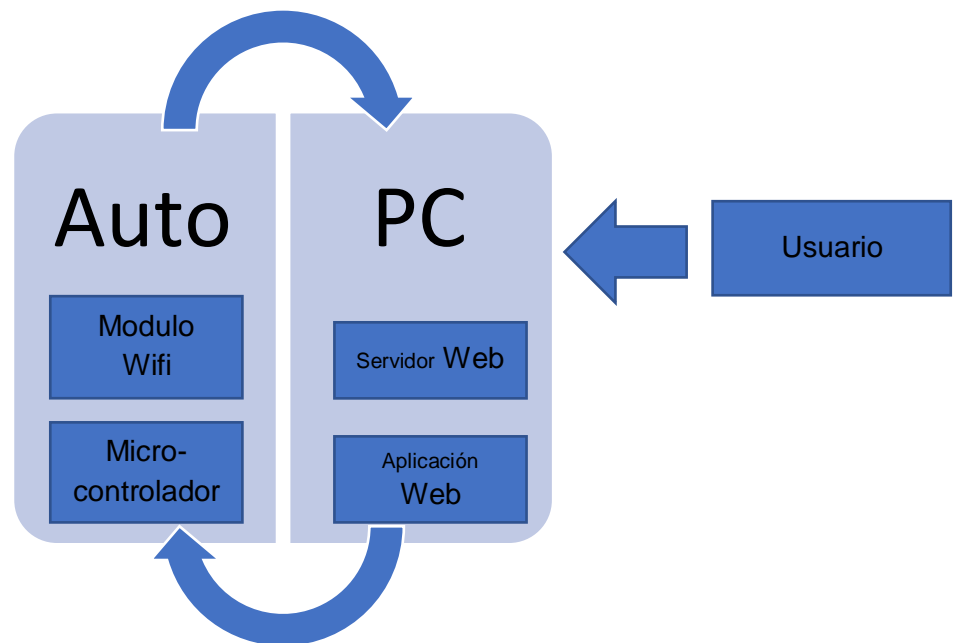 Auto
Modulo
Wifi
Micro-
controlador
PC
Servidor Web
Aplicación
Web
Usuario